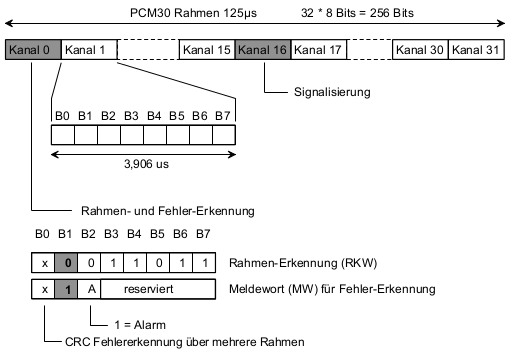 PCM30 Rahmen 125µs 32 * 8 Bits = 256 Bits
Kanal 0 Kanal 1 Kanal 15 Kanal 16 Kanal 17 Kanal 30 Kanal 31
Signalisierung
B0 B1 B2 B3 B4 B5 B6 B7
3,906 us
Rahmen- und Fehler-Erkennung
B0 B1 B2 B3 B4 B5 B6 B7
x 0 0 1 1 0 1 1 Rahmen-Erkennung (RKW)
x 1 A reserviert Meldewort (MW) für Fehler-Erkennung
1 = Alarm
CRC Fehlererkennung über mehrere Rahmen